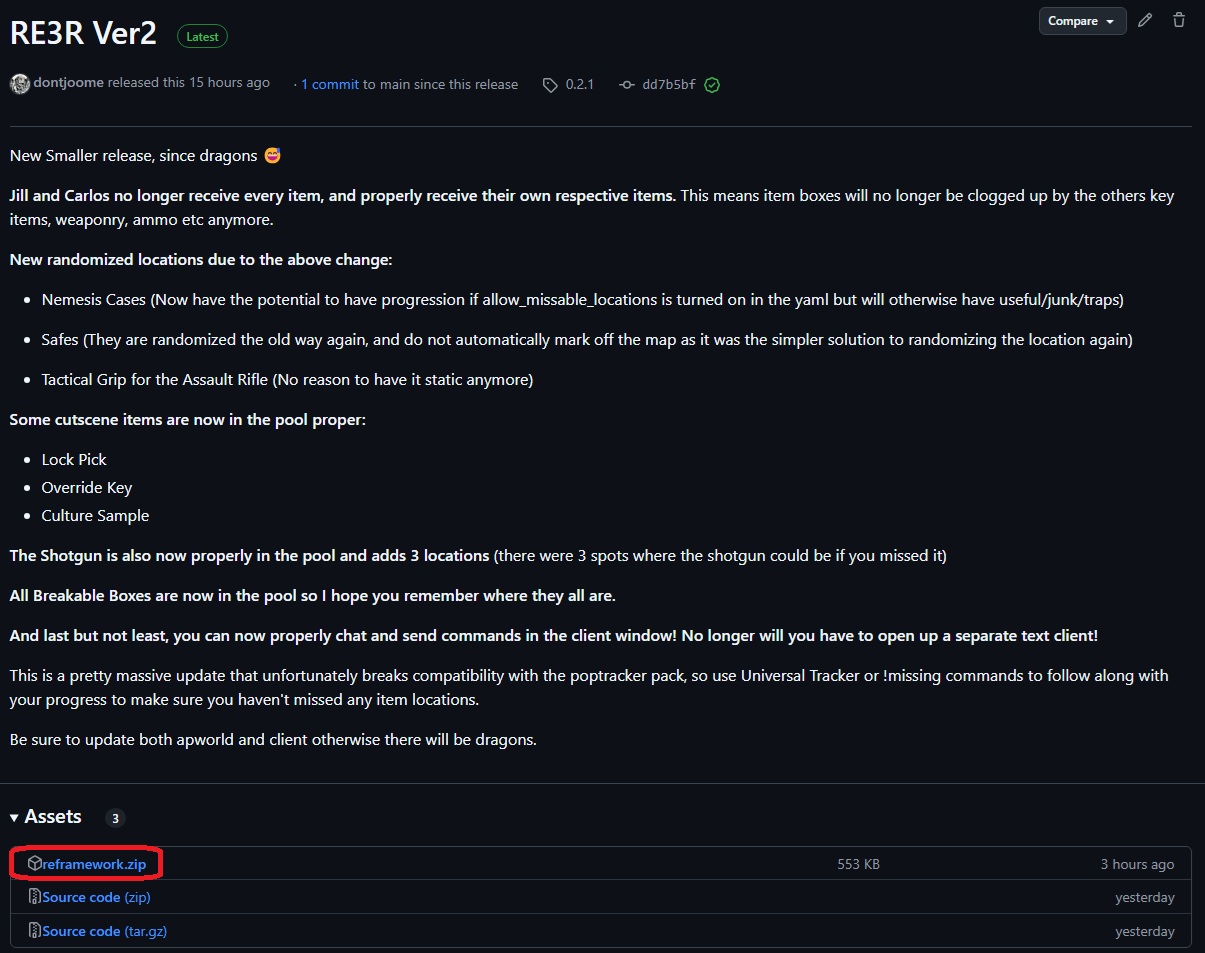 RE3R Ver2 Latest Compare
dontjoome released this 15 hours ago · 1 commit to main since this release 0.2.1 dd7b5bf
New Smaller release, since dragons 😅
Jill and Carlos no longer receive every item, and properly receive their own respective items. This means item boxes will no longer be clogged up by the others key
items, weaponry, ammo etc anymore.
New randomized locations due to the above change:
• Nemesis Cases (Now have the potential to have progression if allow_missable_locations is turned on in the yaml but will otherwise have useful/junk/traps)
• Safes (They are randomized the old way again, and do not automatically mark off the map as it was the simpler solution to randomizing the location again)
• Tactical Grip for the Assault Rifle (No reason to have it static anymore)
Some cutscene items are now in the pool proper:
• Lock Pick
• Override Key
• Culture Sample
The Shotgun is also now properly in the pool and adds 3 locations (there were 3 spots where the shotgun could be if you missed it)
All Breakable Boxes are now in the pool so I hope you remember where they all are.
And last but not least, you can now properly chat and send commands in the client window! No longer will you have to open up a separate text client!
This is a pretty massive update that unfortunately breaks compatibility with the poptracker pack, so use Universal Tracker or !missing commands to follow along with
your progress to make sure you haven't missed any item locations.
Be sure to update both apworld and client otherwise there will be dragons.
Assets 3
reframework.zip 553 KB 3 hours ago
Source code (zip) yesterday
Source code (tar.gz) yesterday